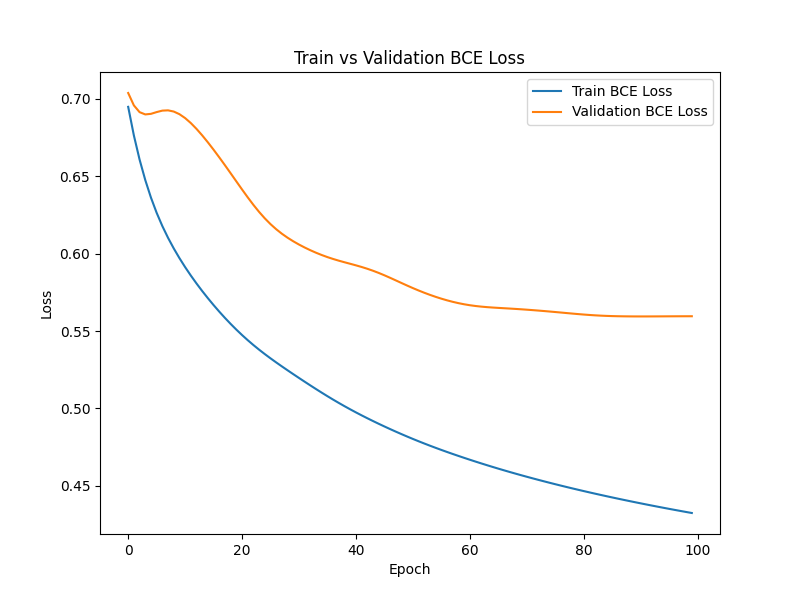 Train vs Validation BCE Loss
Train BCE Loss
Validation BCE Loss
0.70
0.65
0.60
0.55
0.50
0.45
Loss
0 20 40 60 80 100
Epoch